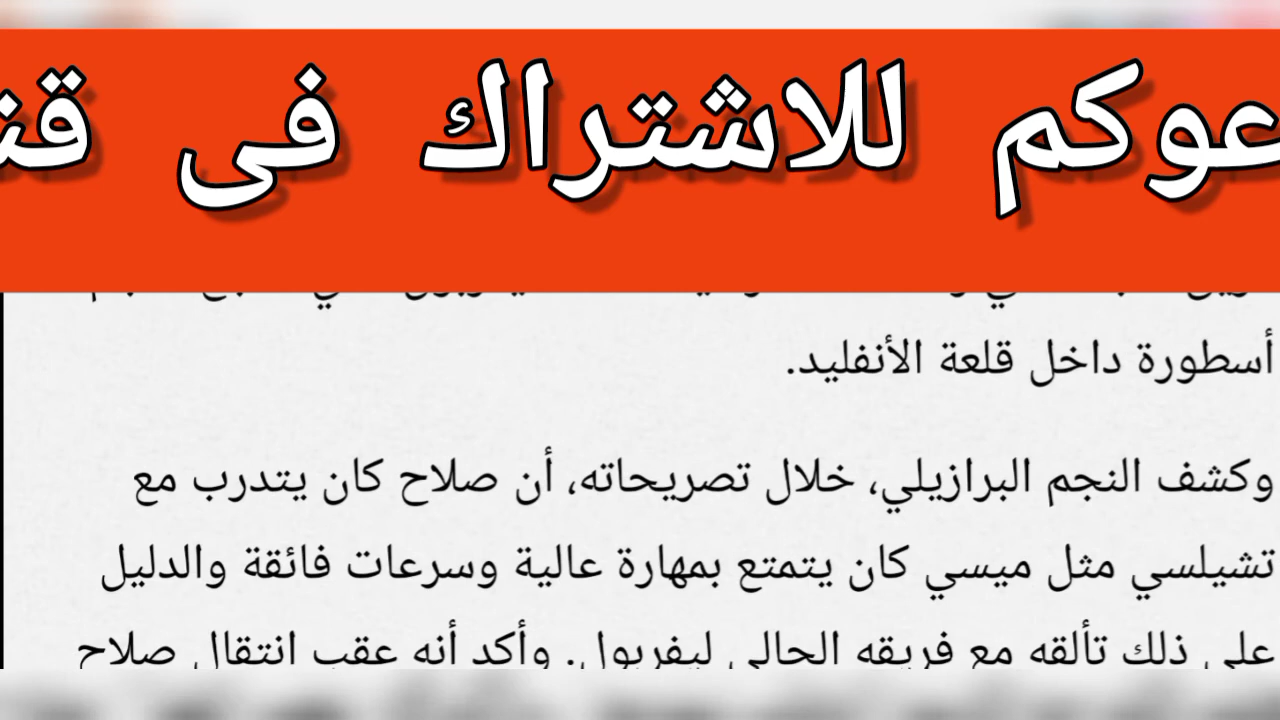 للاشتراك فى
أسطورة داخل قلعة الأنفليد.
وكشف النجم البرازيلي، خلال تصريحاته، أن صلاح كان يتدرب مع
تشيلسي مثل ميسي كان يتمتع بمهارة عالية وسرعات فائقة والدليل
على ذلك تألقه مع فريقه الحالي ليفربول. وأكد أنه عقب انتقال صلاح